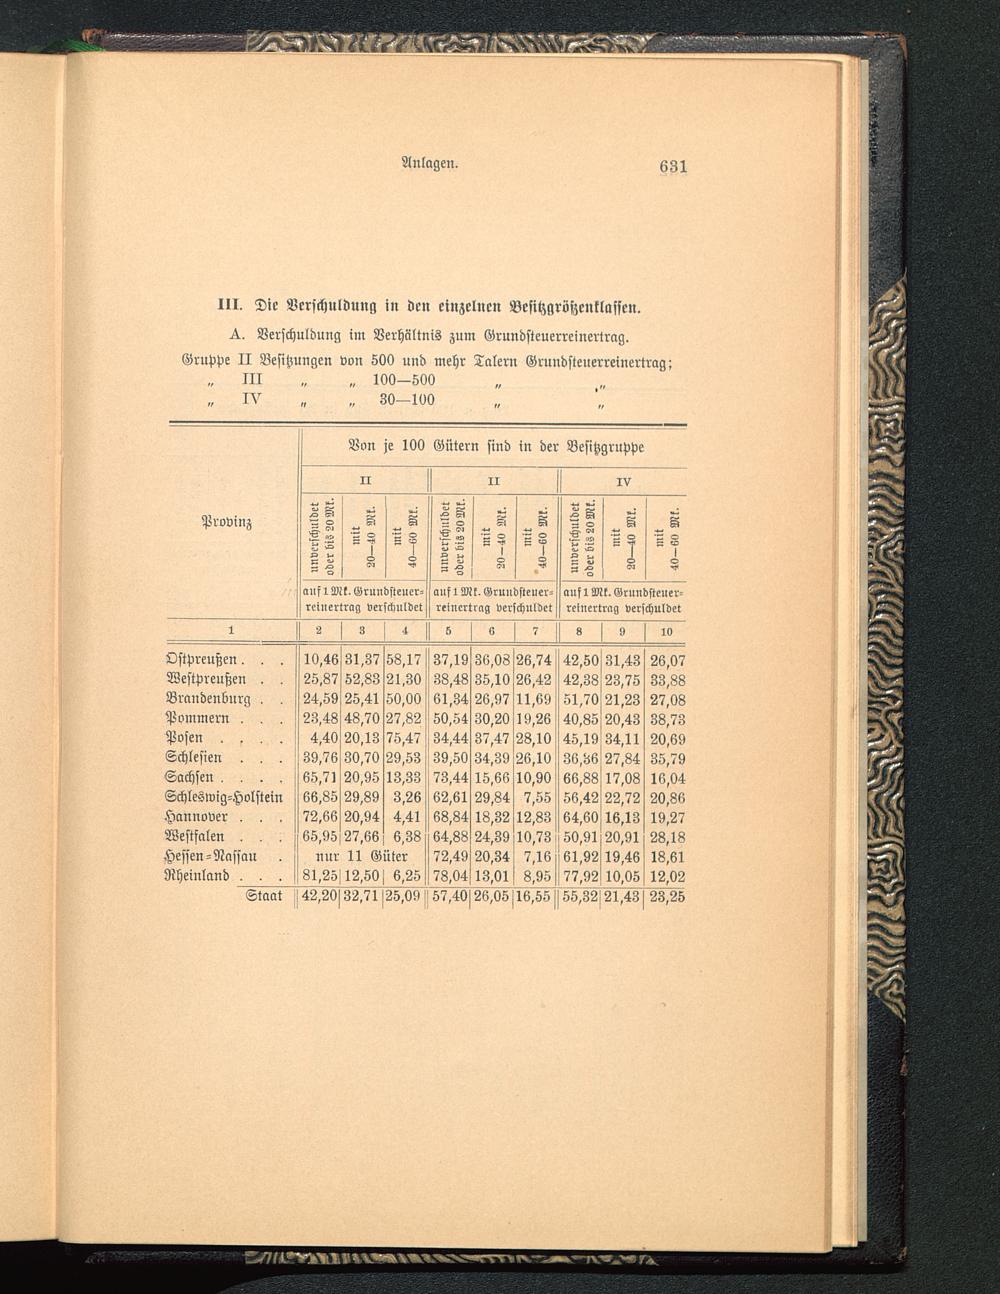 Anlagen. 631
III. Die Verschuldung in den einzelnen Besitzgrößenklassen.
A. Verschuldung im Verhältnis zum Grundsteuerreinertrag.
Gruppe II Besitzungen von 500 und mehr Talern Grundsteuerreinertrag;
„ III „ „ 100—500 „ „
„ IV „ „ 30—100 „ „
Provinz
Von je 100 Gütern sind in der Besitzgruppe
II II IV
unverschuldet oder bis 20 Mk. mit 20—40 Mk. mit 40—60 Mk. unverschuldet oder bis 20 Mk. mit 20—40 Mk. mit 40—60 Mk. unverschuldet oder bis 20 Mk. mit 20—40 Mk. mit 40—60 Mk.
auf 1 Mk. Grundsteuer= auf 1 Mk. Grundsteuer= auf 1 Mk. Grundsteuer=
reinertrag verschuldet reinertrag verschuldet reinertrag verschuldet
1 2 3 4 5 6 7 8 9 10
Ostpreußen . . . 10,46 31,37 58,17 37,19 36,08 26,74 42,50 31,43 26,07
Westpreußen . . 25,87 52,83 21,30 38,48 35,10 26,42 42,38 23,75 33,88
Brandenburg . . 24,59 25,41 50,00 61,34 26,97 11,69 51,70 21,23 27,08
Pommern . . . 23,48 48,70 27,82 50,54 30,20 19,26 40,85 20,43 38,73
Posen . . . . 4,40 20,13 75,47 34,44 37,47 28,10 45,19 34,11 20,69
Schlesien . . . 39,76 30,70 29,53 39,50 34,39 26,10 36,36 27,84 35,79
Sachsen . . . . 65,71 20,95 13,33 73,44 15,66 10,90 66,88 17,08 16,04
Schleswig=Holstein 66,85 29,89 3,26 62,61 29,84 7,55 56,42 22,72 20,86
Hannover . . . 72,66 20,94 4,41 68,84 18,32 12,83 64,60 16,13 19,27
Westfalen . . . 65,95 27,66 6,38 64,88 24,39 10,73 50,91 20,91 28,18
Hessen=Nassau . nur 11 Güter 72,49 20,34 7,16 61,92 19,46 18,61
Rheinland . . . 81,25 12,50 6,25 78,04 13,01 8,95 77,92 10,05 12,02
Staat 42,20 32,71 25,09 57,40 26,05 16,55 55,32 21,43 23,25